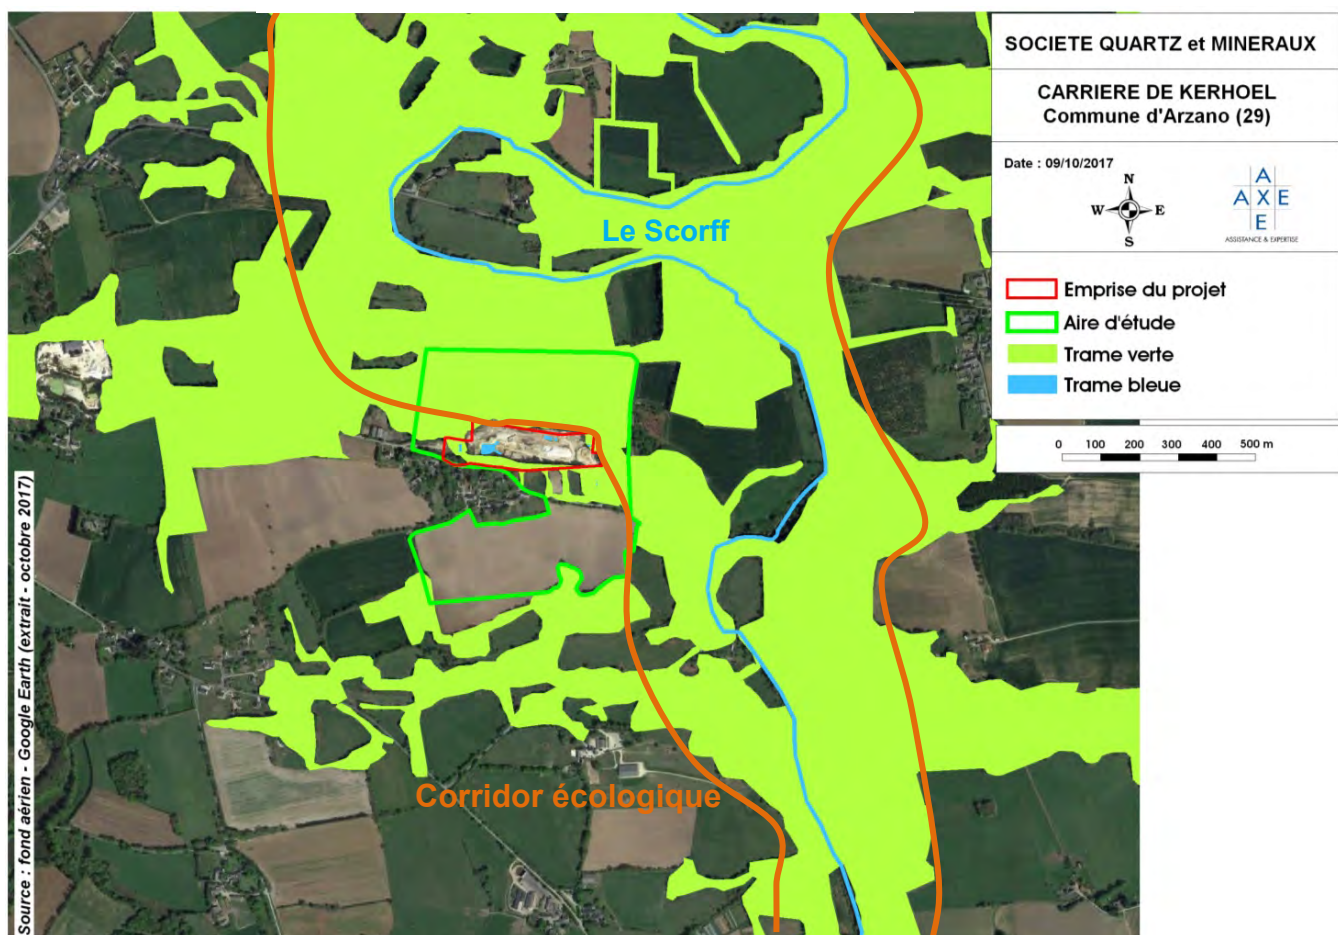 SOCIETE QUARTZ et MINERAUX
CARRIERE DE KERHOEL
Commune d'Arzano (29)
Date : 09/10/2017
N
W E
S
A
A X E
E
ASSISTANCE & EXPERTISE
Emprise du projet
Aire d'étude
Trame verte
Trame bleue
0 100 200 300 400 500 m
Le Scorff
Corridor écologique
Source : fond aérien - Google Earth (extrait - octobre 2017)